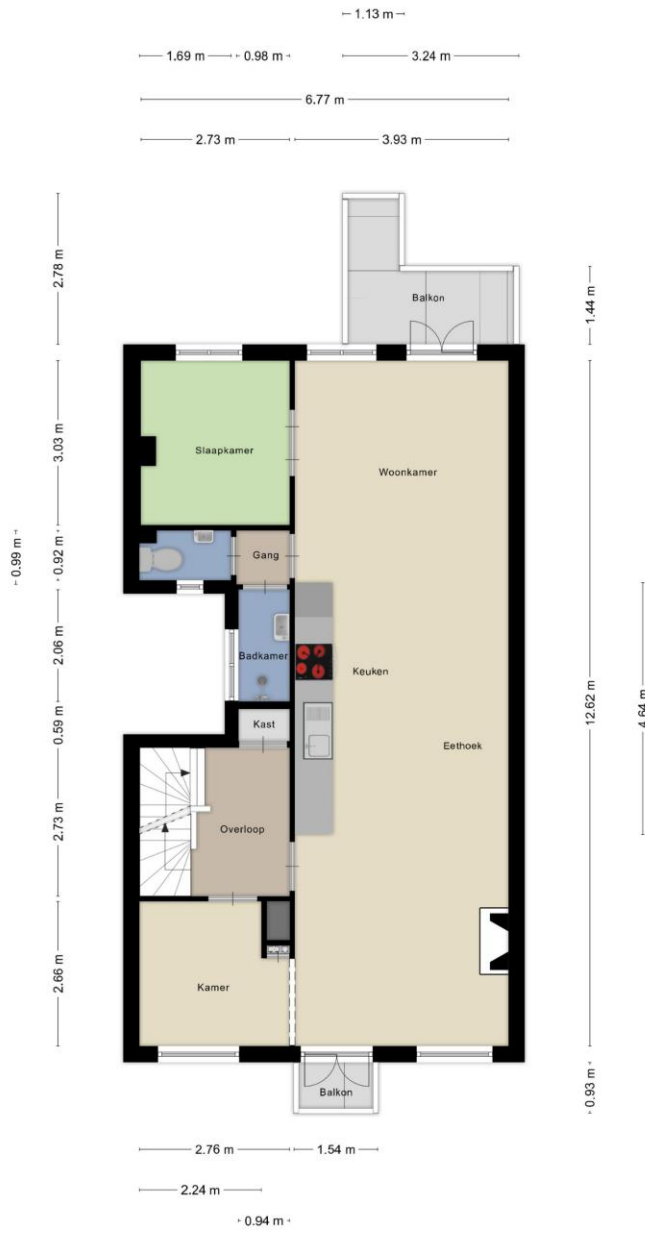 1.13 m
1.69 m
0.98 m
3.24 m
6.77 m
2.73 m
3.93 m
2.78 m
1.44 m
Balkon
3.03 m
Slaapkamer
Woonkamer
0.99 m
0.92 m
Gang
2.06 m
Badkamer
Keuken
12.62 m
4.64 m
0.59 m
Kast
Eethoek
2.73 m
Overloop
2.66 m
Kamer
0.93 m
Balkon
2.76 m
1.54 m
2.24 m
0.94 m